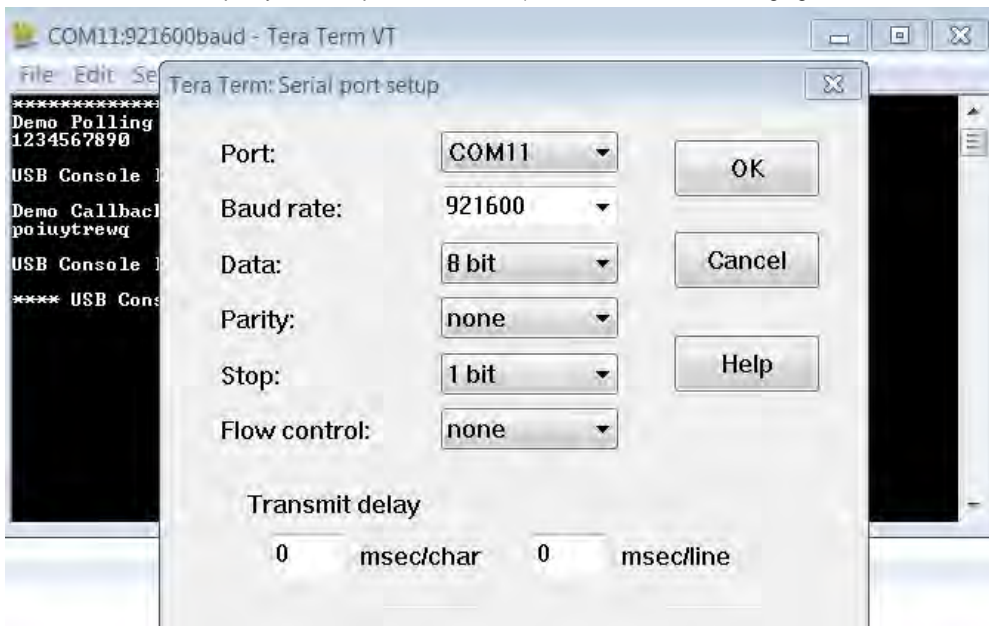 COM11:921600baud - Tera Term VT
File Edit Se
Tera Term: Serial port setup
*************
Demo Polling
1234567890
USB Console
Demo Callbac
poiuytrewq
USB Console
**** USB Cons
Port: COM11
OK
Baud rate: 921600
Data: 8 bit
Cancel
Parity: none
Stop: 1 bit
Help
Flow control: none
Transmit delay
0 msec/char 0 msec/line